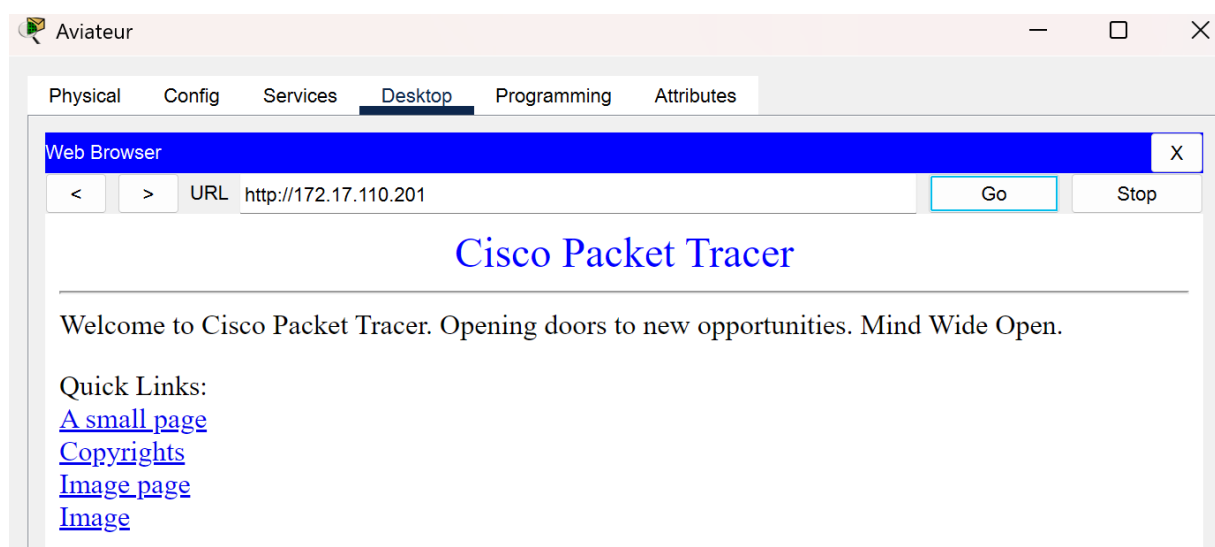 Aviateur
Physical Config Services Desktop Programming Attributes
Web Browser X
< > URL http://172.17.110.201 Go Stop
Cisco Packet Tracer
Welcome to Cisco Packet Tracer. Opening doors to new opportunities. Mind Wide Open.
Quick Links:
A small page
Copyrights
Image page
Image